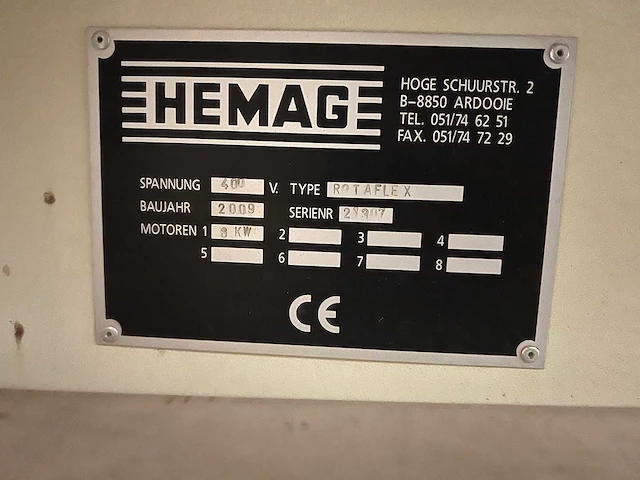 HEMAG
HOGE SCHUURSTR. 2
B-8850 ARDOOIE
TEL. 051/74 62 51
FAX. 051/74 72 29
SPANNUNG 400 V. TYPE ROTAFLEX
BAUJAHR 2009 SERIENR
MOTOREN 1 8 KW 2 3 4
5 6 7 8
CE